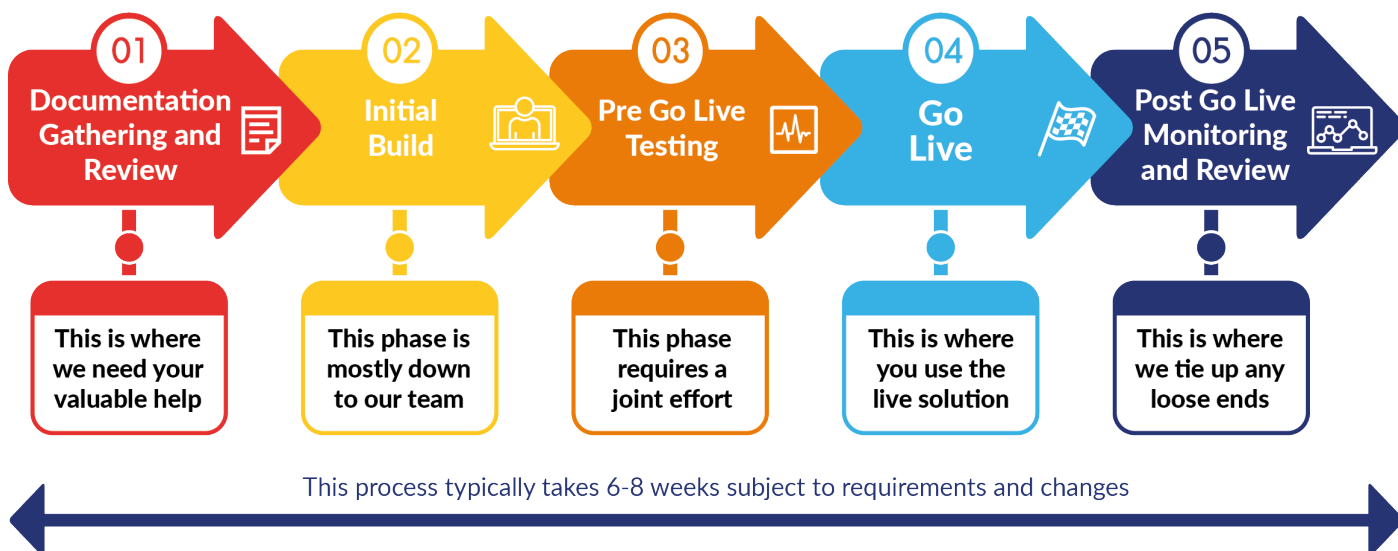 01
Documentation
Gathering and
Review
02
Initial
Build
03
Pre Go Live
Testing
04
Go
Live
05
Post Go Live
Monitoring
and Review
This is where
we need your
valuable help
This phase is
mostly down
to our team
This phase
requires a
joint effort
This is where
you use the
live solution
This is where
we tie up any
loose ends
This process typically takes 6-8 weeks subject to requirements and changes